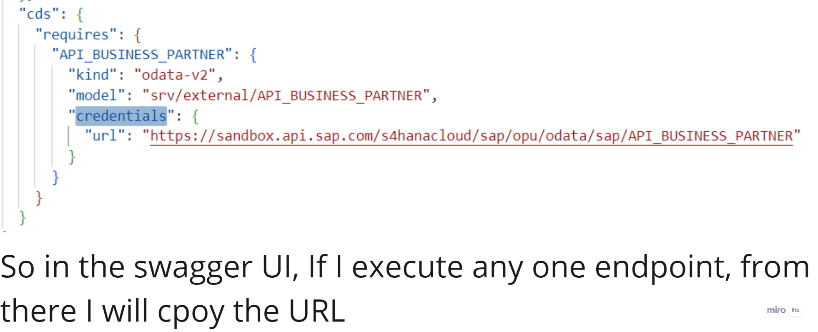 "cds": {
"requires": {
"API_BUSINESS_PARTNER": {
"kind": "odata-v2",
"model": "srv/external/API_BUSINESS_PARTNER",
"credentials": {
"url": "https://sandbox.api.sap.com/s4hanacloud/sap/opu/odata/sap/API_BUSINESS_PARTNER"
}
}
}
}
So in the swagger UI, If I execute any one endpoint, from
there I will cpoy the URL
miro lite